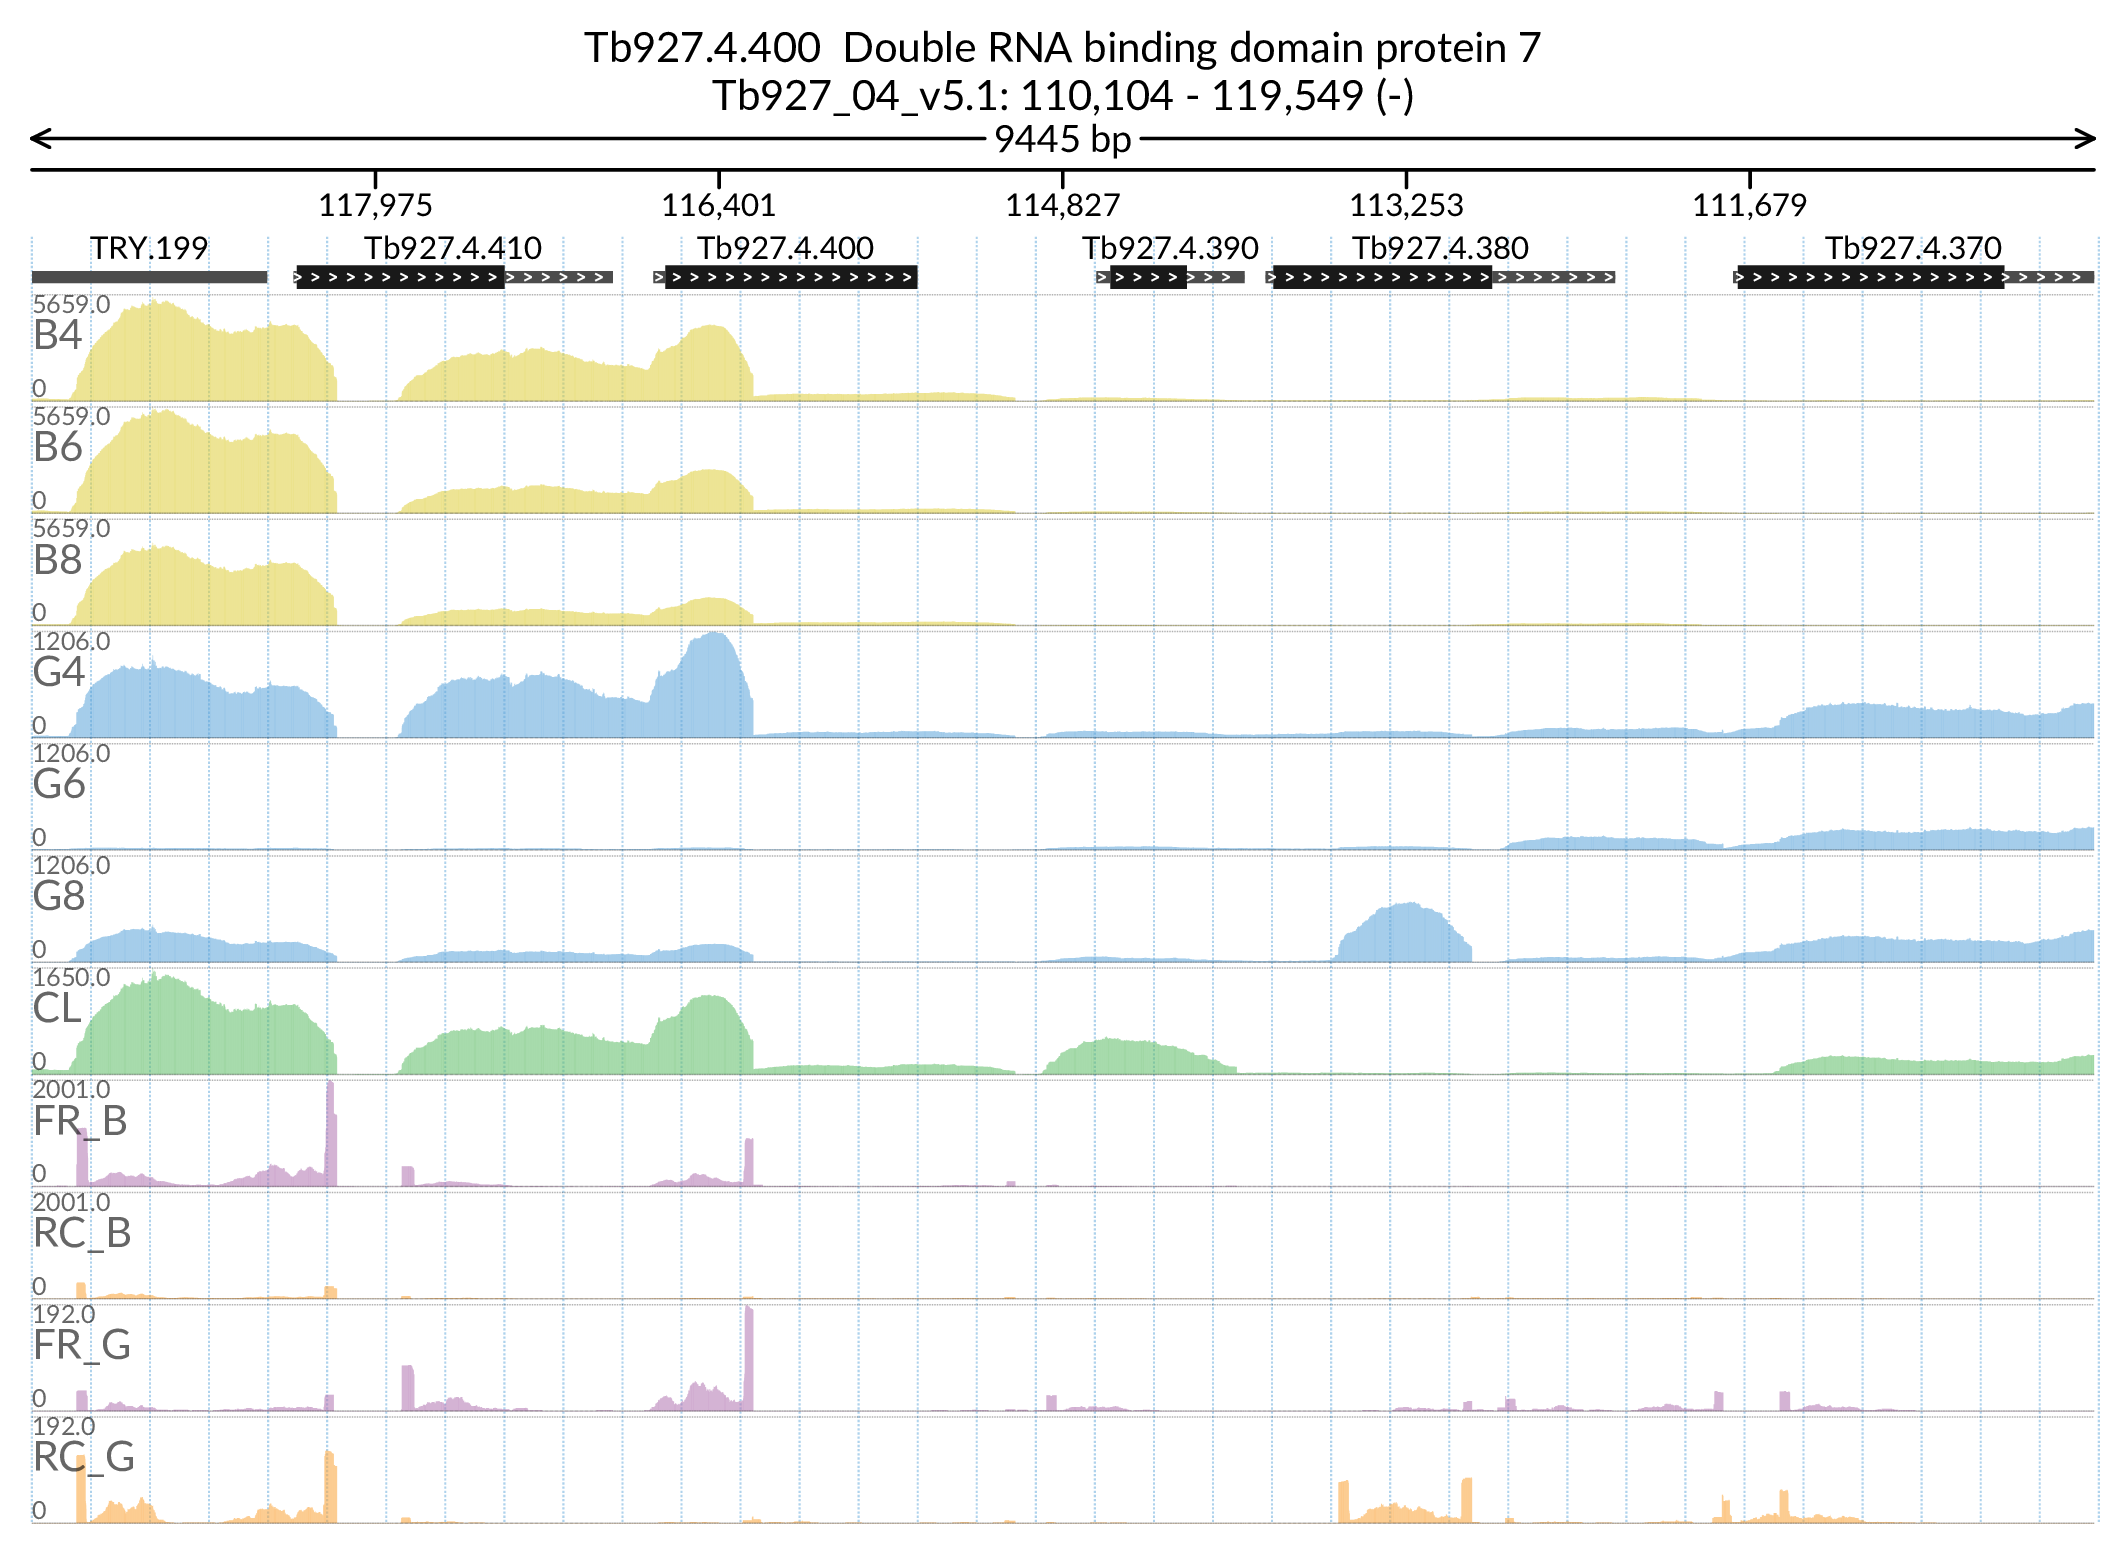 Tb927.4.400  Double RNA binding domain protein 7
Tb927_04_v5.1: 110,104 - 119,549 (-)
9445 bp
117,975 116,401 114,827 113,253 111,679
TRY.199 Tb927.4.410 Tb927.4.400 Tb927.4.390 Tb927.4.380 Tb927.4.370
5659.0
B4
0
5659.0
B6
0
5659.0
B8
0
1206.0
G4
0
1206.0
G6
0
1206.0
G8
0
1650.0
CL
0
2001.0
FR_B
0
2001.0
RC_B
0
192.0
FR_G
0
192.0
RC_G
0